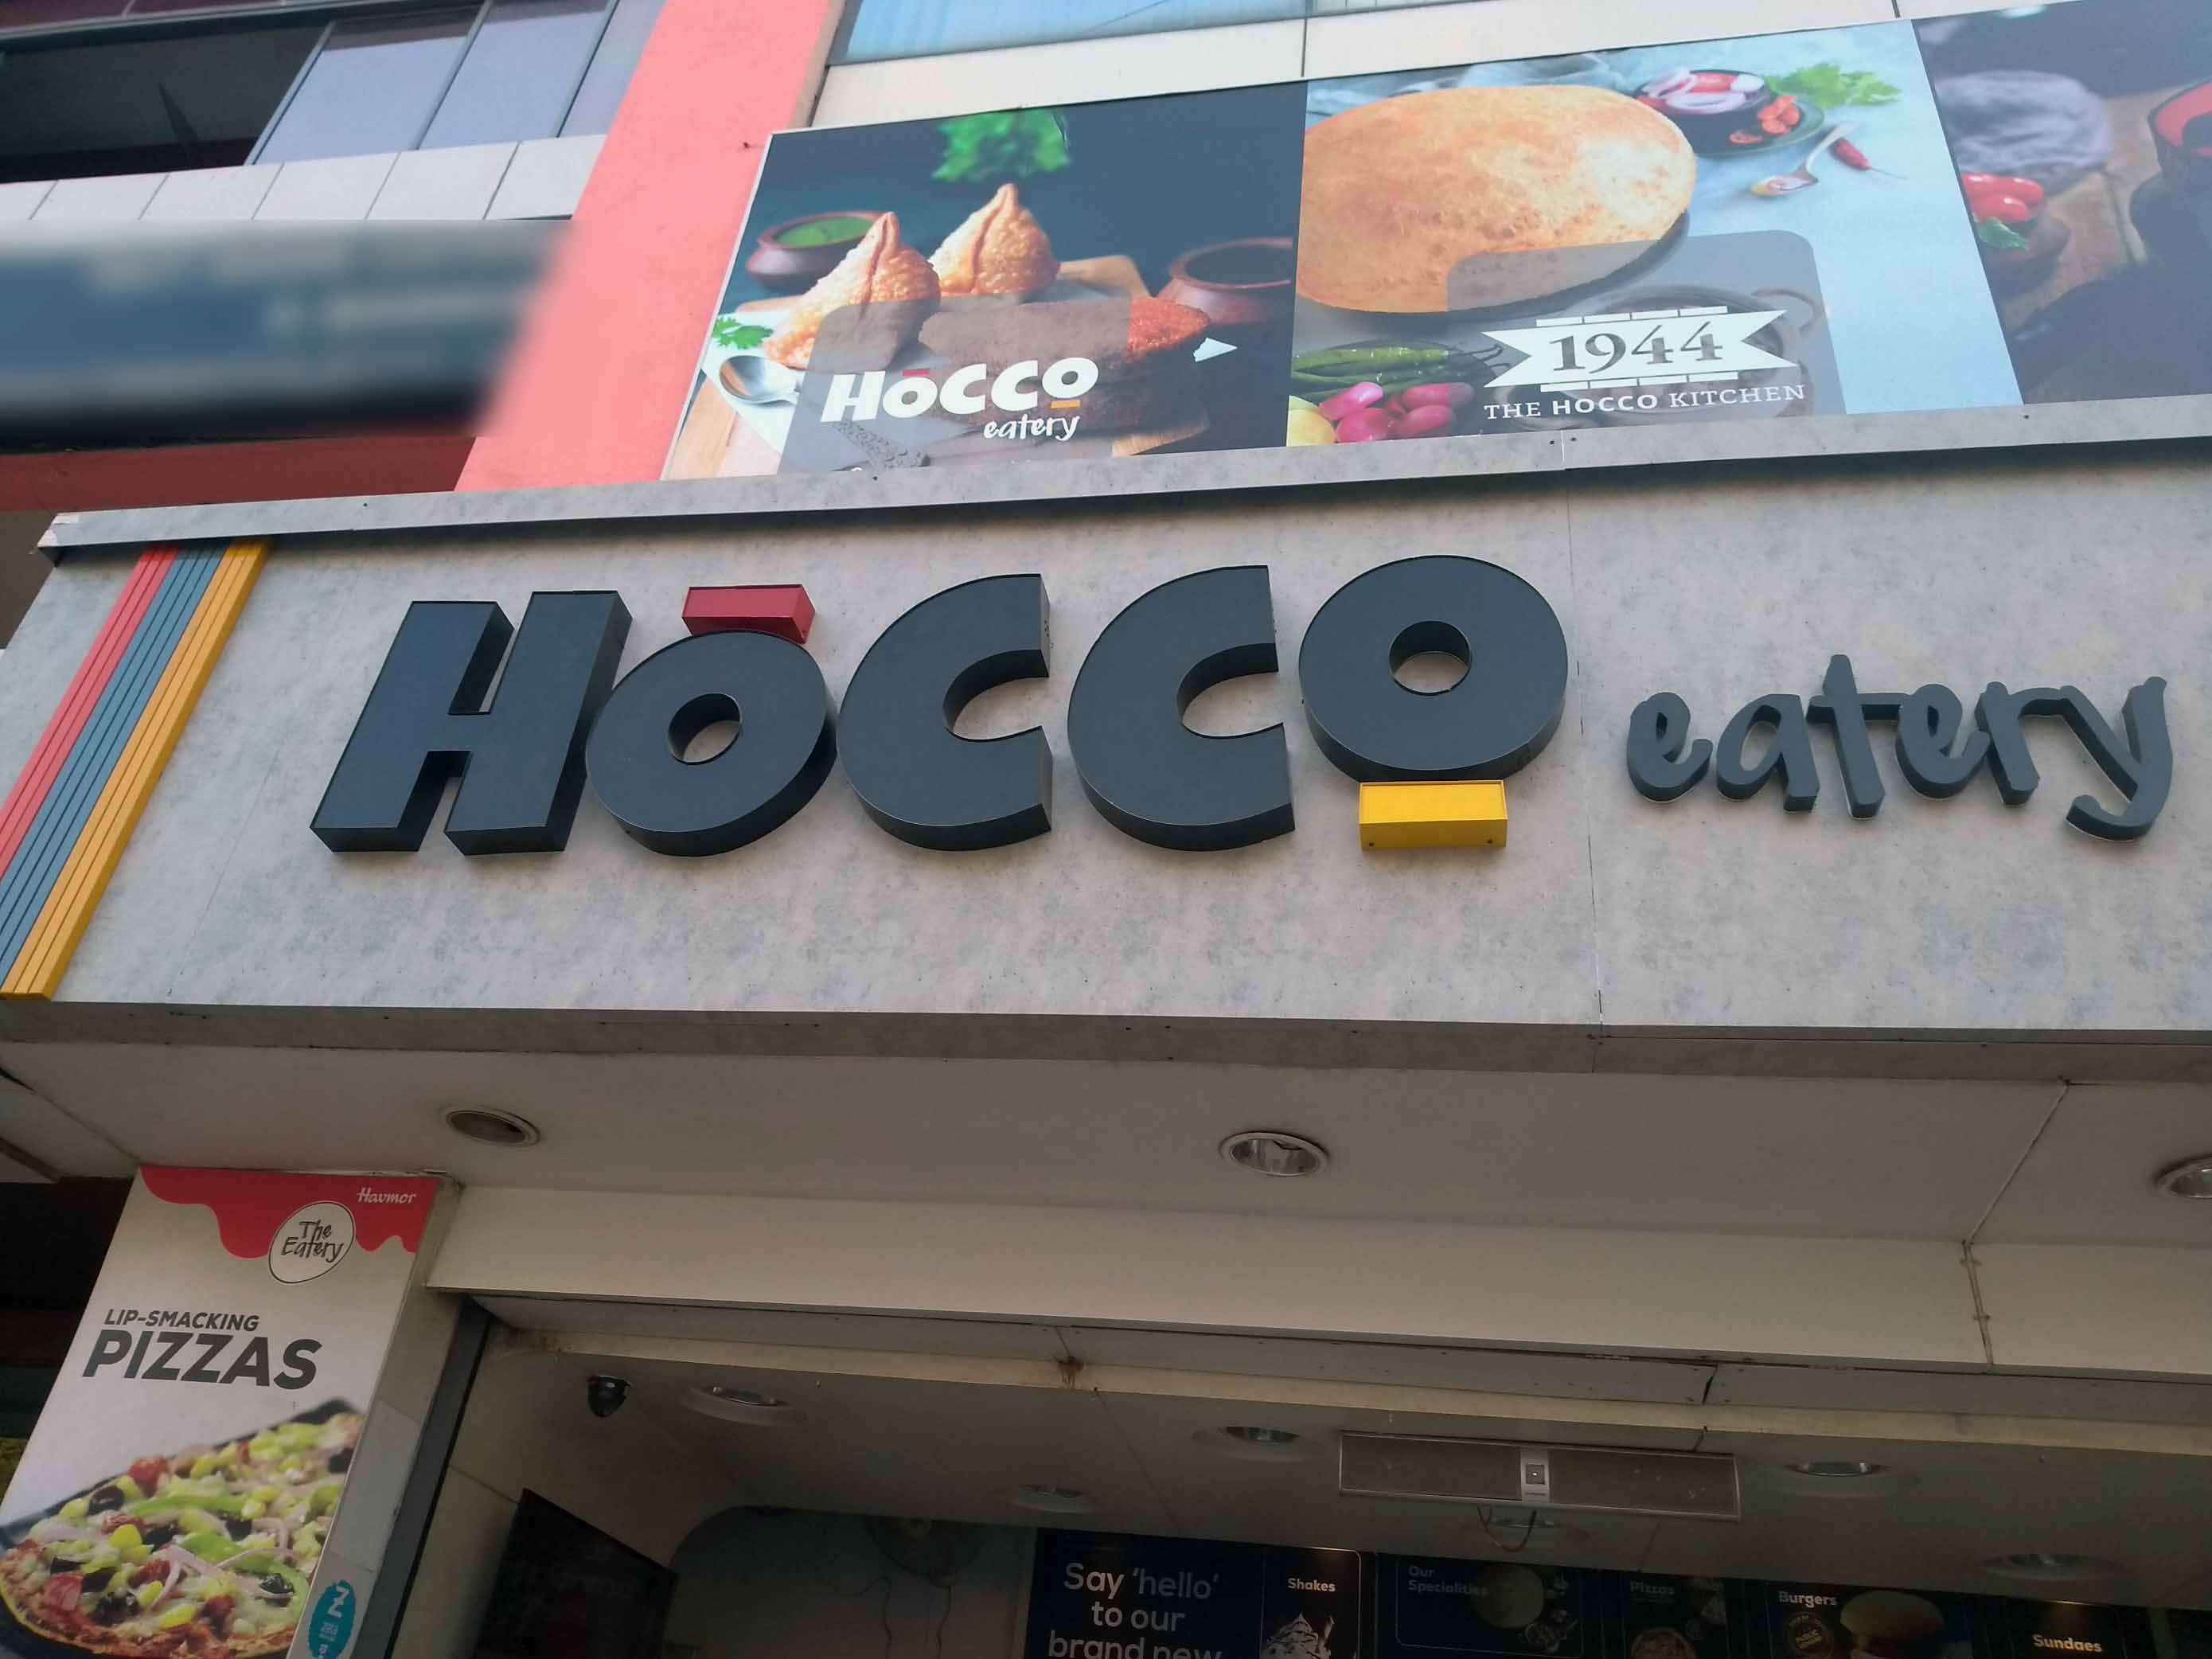 HOCCO
eatery
1944
THE HOCCO KITCHEN
HOCCO eatery
Havmor
The
Eatery
LIP-SMACKING
PIZZAS
Say 'hello'
to our
brand new
Shakes
Our
Specialities
Pizzas
Burgers
Sundaes